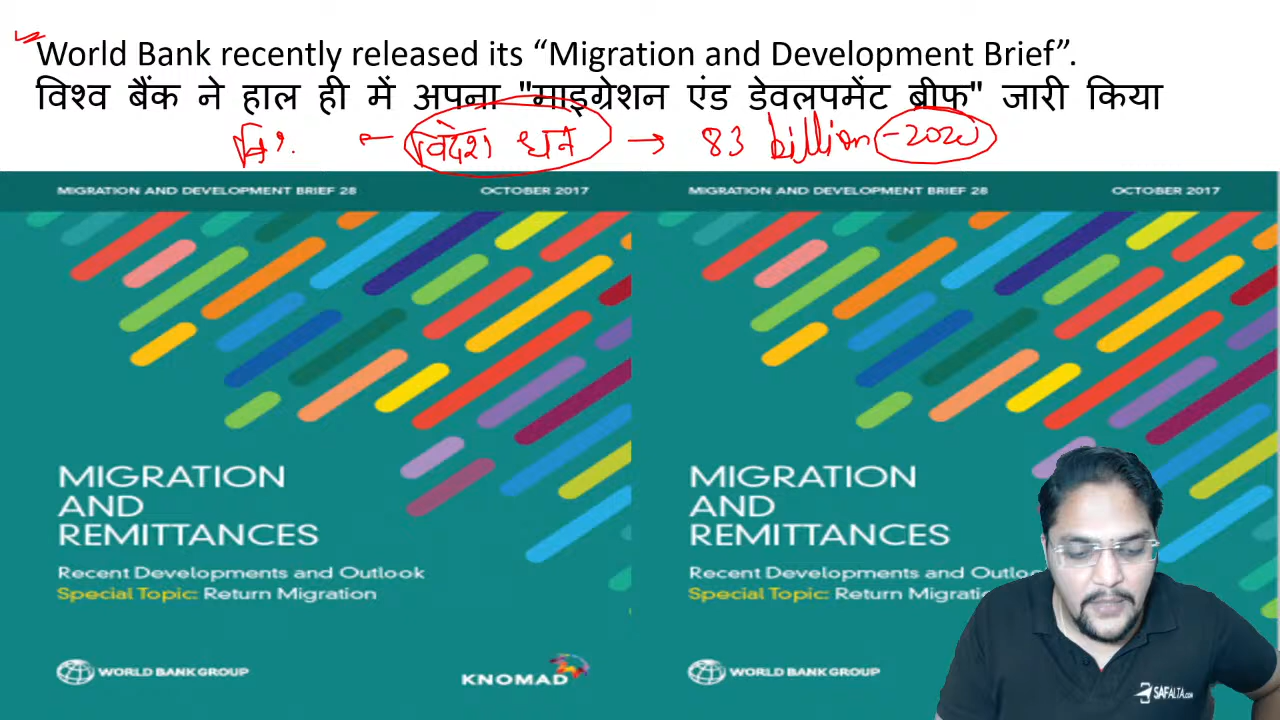 World Bank recently released its “Migration and Development Brief”.
विश्व बैंक ने हाल ही में अपना "माइग्रेशन एंड डेवलपमेंट ब्रीफ" जारी किया
विदेश धन → 83 billion - 2020
MIGRATION AND DEVELOPMENT BRIEF 28 OCTOBER 2017
MIGRATION AND DEVELOPMENT BRIEF 28 OCTOBER 2017
MIGRATION
AND
REMITTANCES
Recent Developments and Outlook
Special Topic: Return Migration
WORLD BANK GROUP
KNOMAD
MIGRATION
AND
REMITTANCES
Recent Developments and Outlo
Special Topic: Return Migrati
WORLD BANK GROUP
SAFALTA.COM